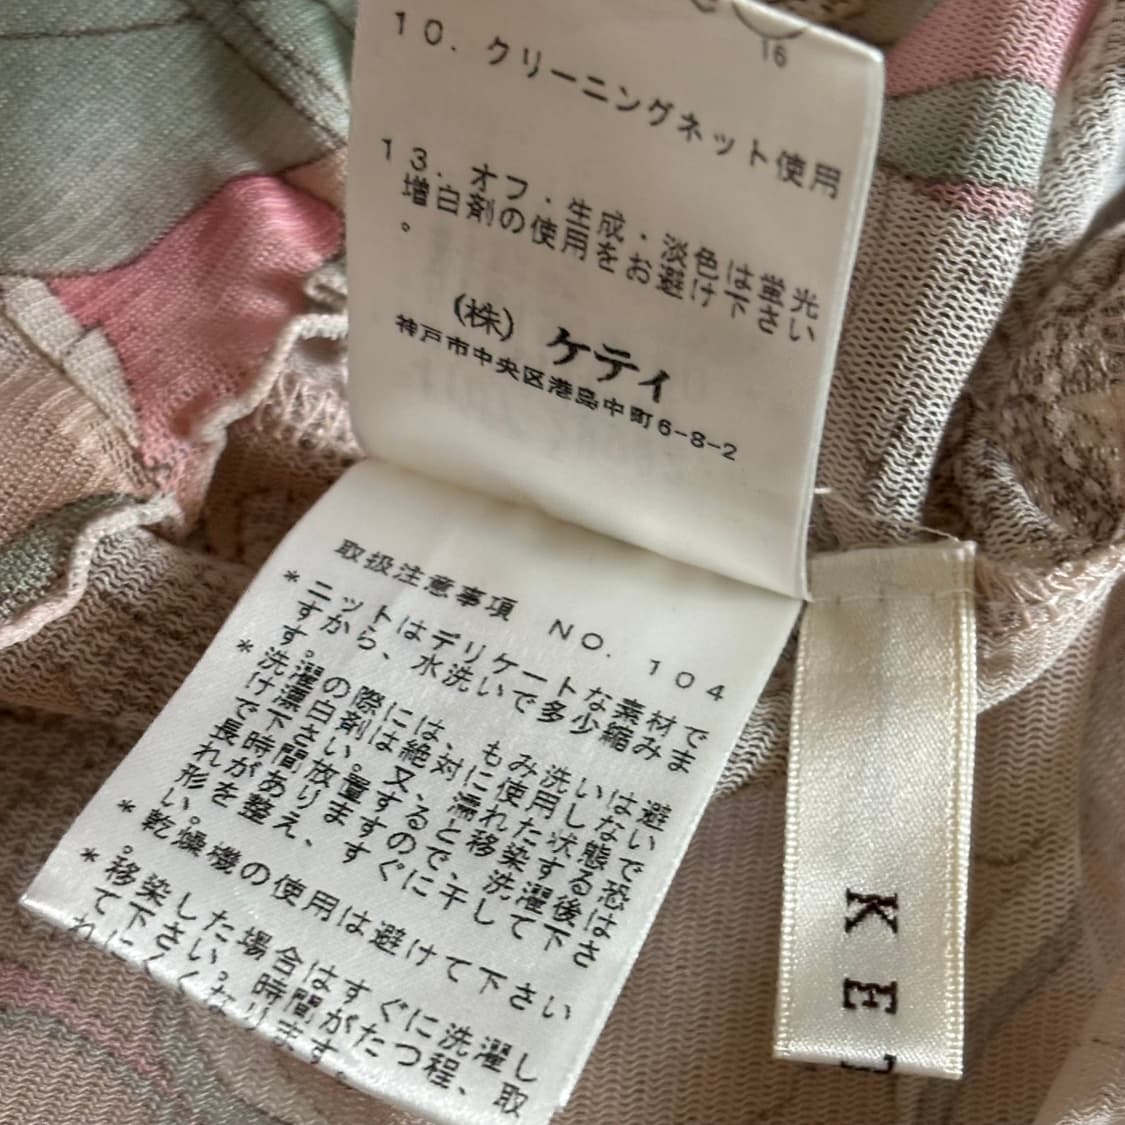 16
10. クリーニングネット使用
13. オフ・生成・淡色は蛍光
増白剤の使用をお避け下さい
。
(株) ケティ
神戸市中央区港島中町6-8-2
取扱注意事項 NO. 104
* ニットはデリケートな素材で
すから、水洗いで多少縮みま
す。
* 洗濯の際には、もみ洗いは避
け漂白剤は絶対に使用しない
で下さい。又、濡れた状態で
長時間放置すると移染する恐
れがありますので、洗濯後は
形を整え、すぐに干して下さ
い。
* 乾燥機の使用は避けて下さい
。
* 移染した場合はすぐに洗濯し
て下さい。時間がたつ程、取
れにくくなります。
KET